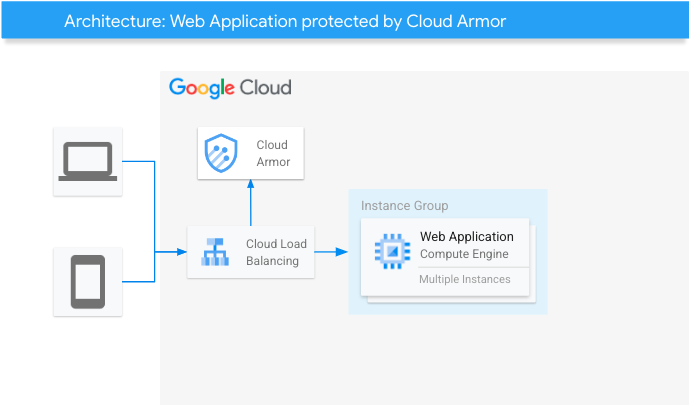 Architecture: Web Application protected by Cloud Armor
Google Cloud
Cloud
Armor
Cloud Load
Balancing
Instance Group
Web Application
Compute Engine
Multiple Instances